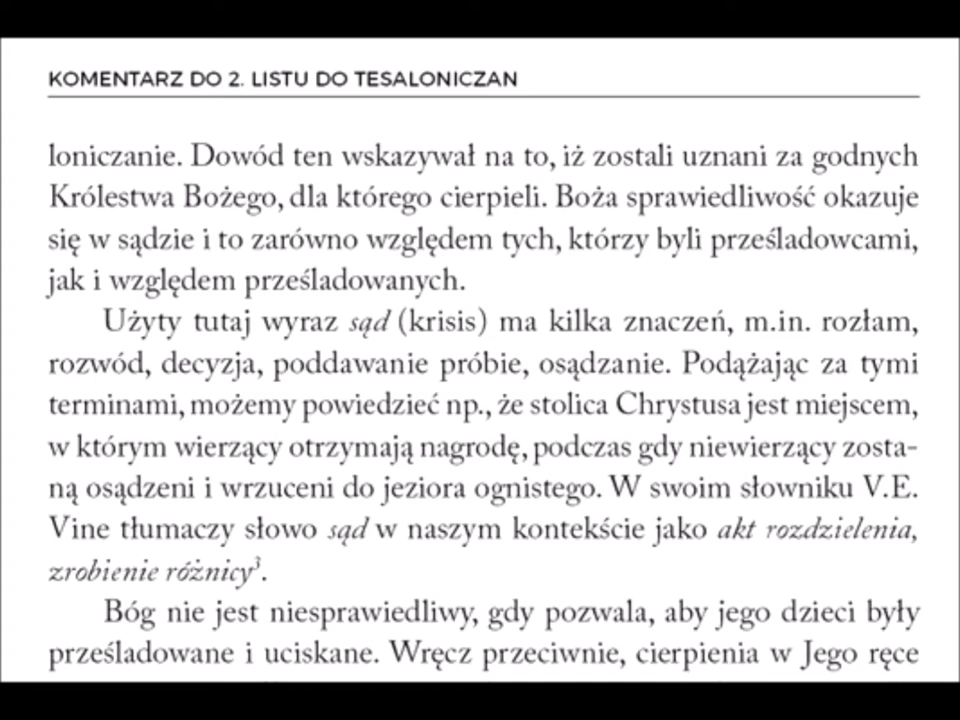 KOMENTARZ DO 2. LISTU DO TESALONICZAN
loniczanie. Dowód ten wskazywał na to, iż zostali uznani za godnych
Królestwa Bożego, dla którego cierpieli. Boża sprawiedliwość okazuje
się w sądzie i to zarówno względem tych, którzy byli prześladowcami,
jak i względem prześladowanych.
Użyty tutaj wyraz sąd (krisis) ma kilka znaczeń, m.in. rozłam,
rozwód, decyzja, poddawanie próbie, osądzanie. Podążając za tymi
terminami, możemy powiedzieć np., że stolica Chrystusa jest miejscem,
w którym wierzący otrzymają nagrodę, podczas gdy niewierzący zosta-
ną osądzeni i wrzuceni do jeziora ognistego. W swoim słowniku V.E.
Vine tłumaczy słowo sąd w naszym kontekście jako akt rozdzielenia,
zrobienie różnicy³.
Bóg nie jest niesprawiedliwy, gdy pozwala, aby jego dzieci były
prześladowane i uciskane. Wręcz przeciwnie, cierpienia w Jego ręce